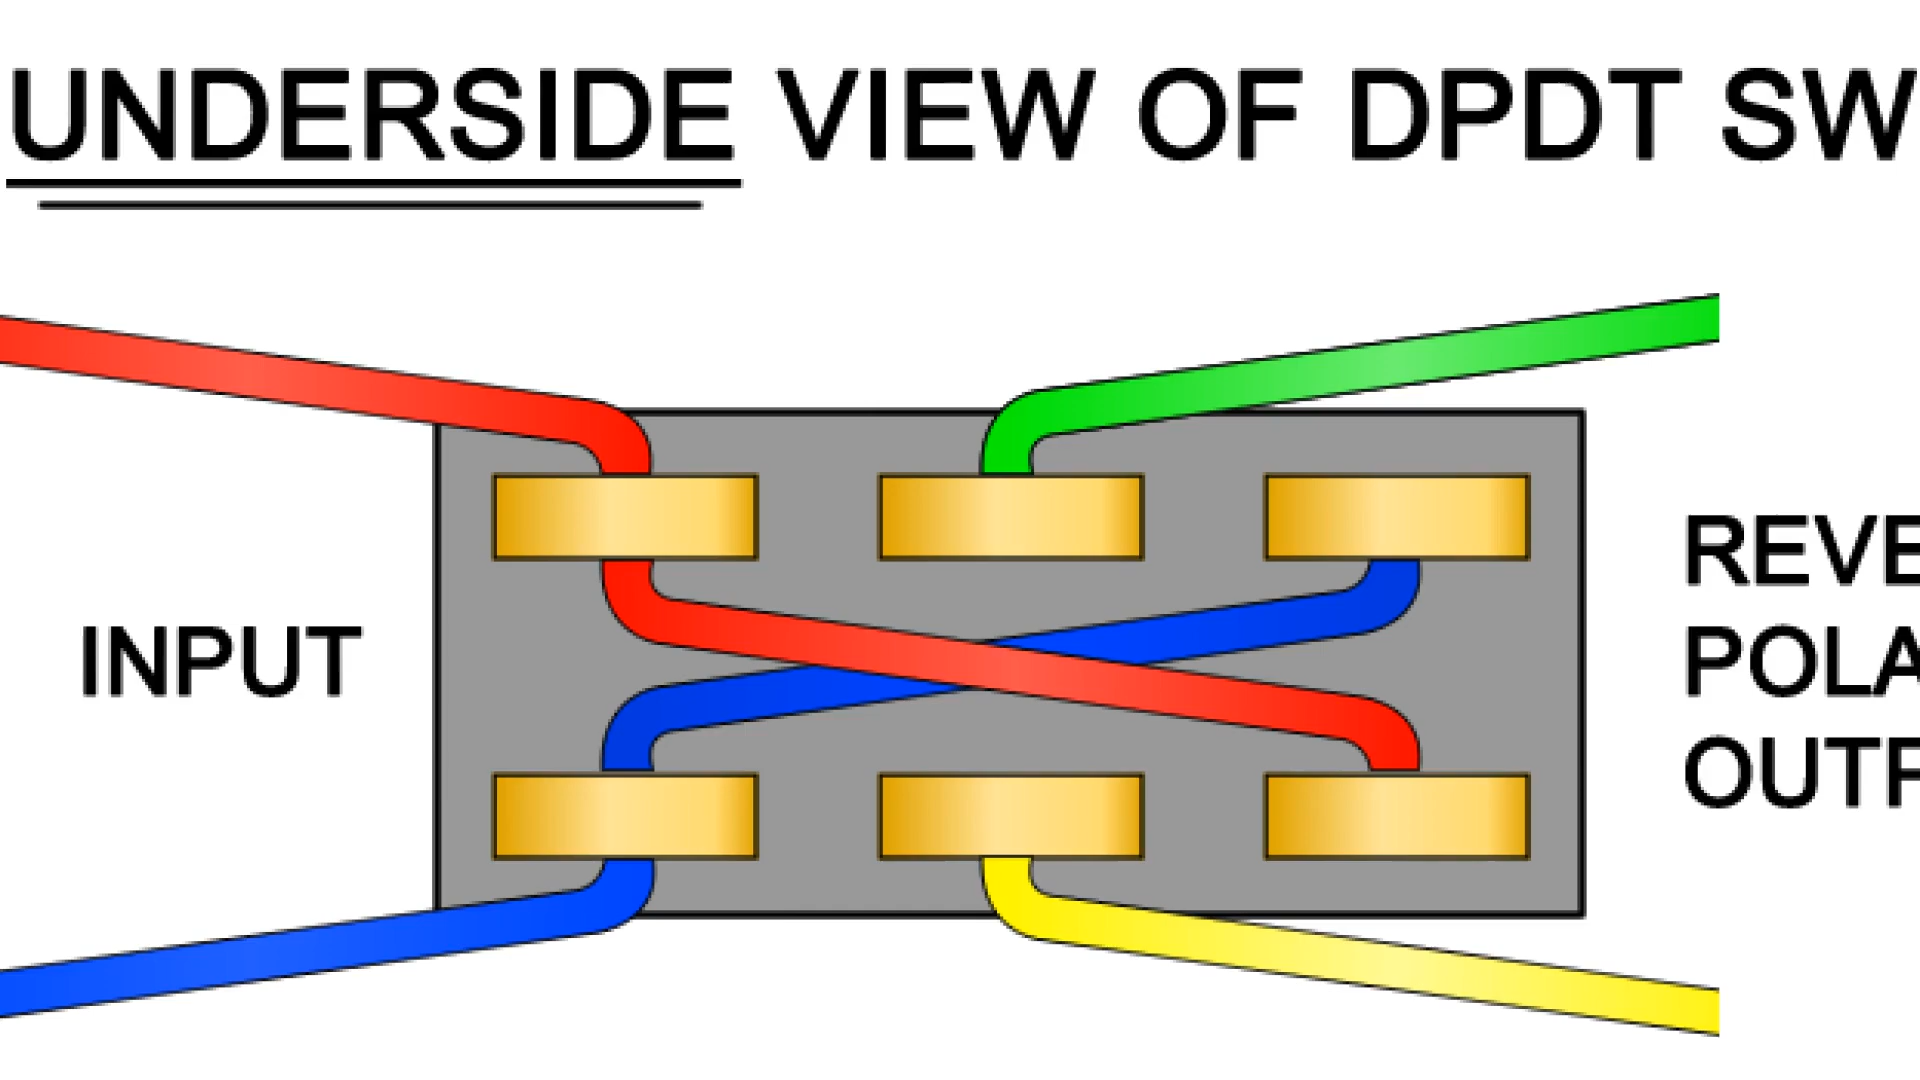 UNDERSIDE VIEW OF DPDT SW
INPUT
REVE
POLA
OUTP